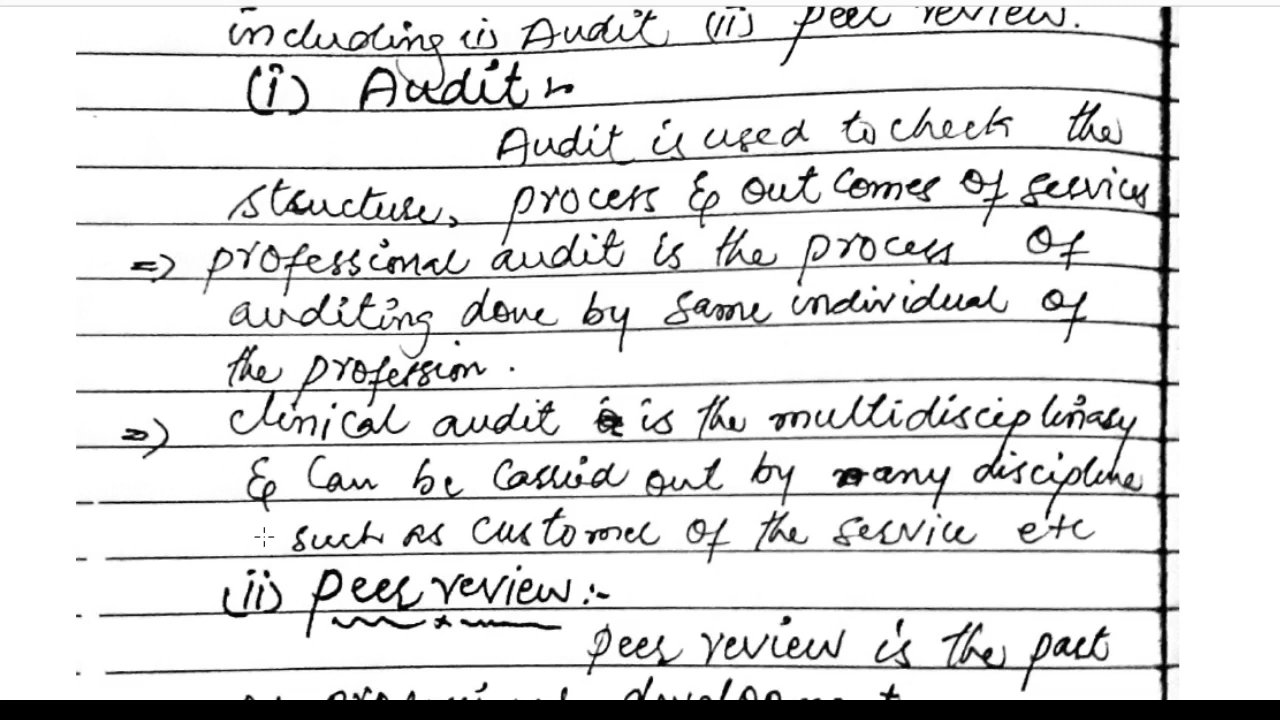 including (i) Audit (ii) peer review.
(i) Audit :-
Audit is used to check the
structure, process & outcomes of services
=> professional audit is the process of
auditing done by same individual of
the profession.
=> clinical audit is the multidisciplinary
& can be carried out by any discipline
such as customer of the service etc
(ii) peer review :-
peer review is the part
development